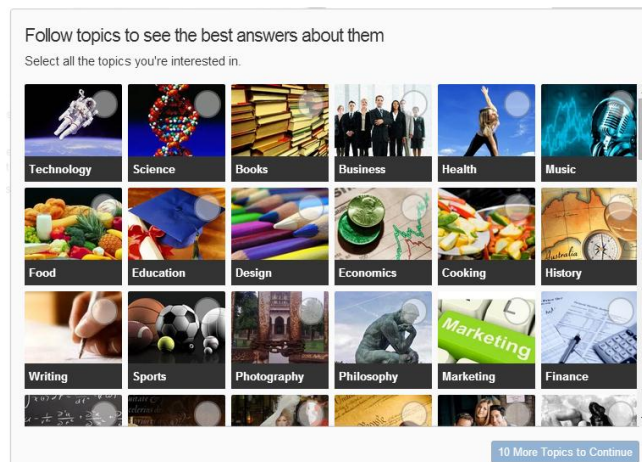 Follow topics to see the best answers about them
Select all the topics you're interested in.
Technology Science Books Business Health Music
Australia
Food Education Design Economics Cooking History
Marketing
Writing Sports Photography Philosophy Marketing Finance
10 More Topics to Continue